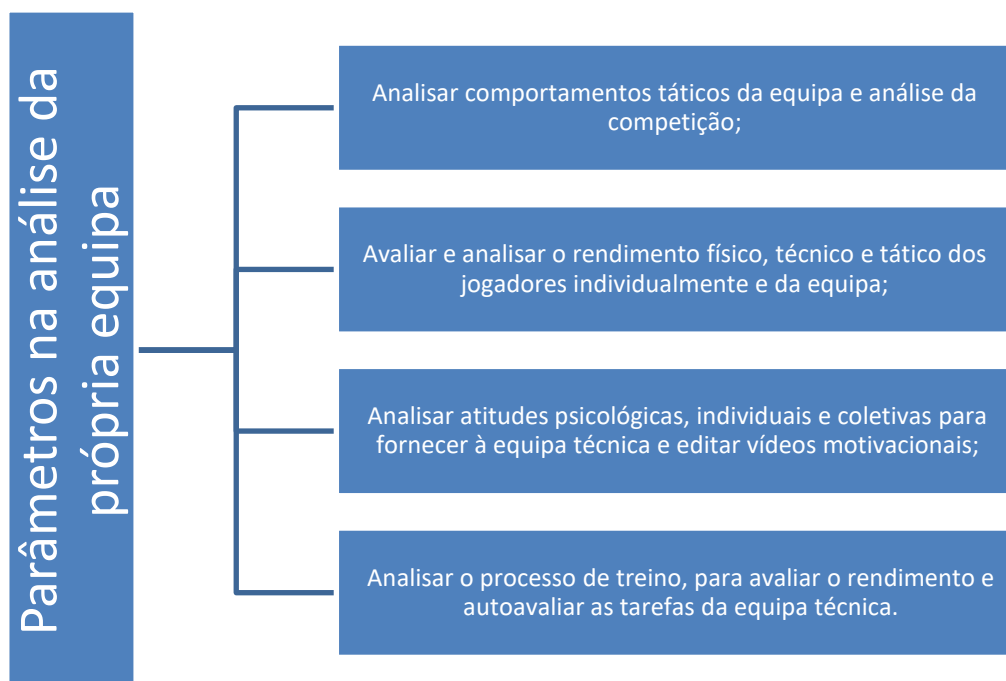 Parâmetros na análise da
própria equipa
Analisar comportamentos táticos da equipa e análise da
competição;
Avaliar e analisar o rendimento físico, técnico e tático dos
jogadores individualmente e da equipa;
Analisar atitudes psicológicas, individuais e coletivas para
fornecer à equipa técnica e editar vídeos motivacionais;
Analisar o processo de treino, para avaliar o rendimento e
autoavaliar as tarefas da equipa técnica.